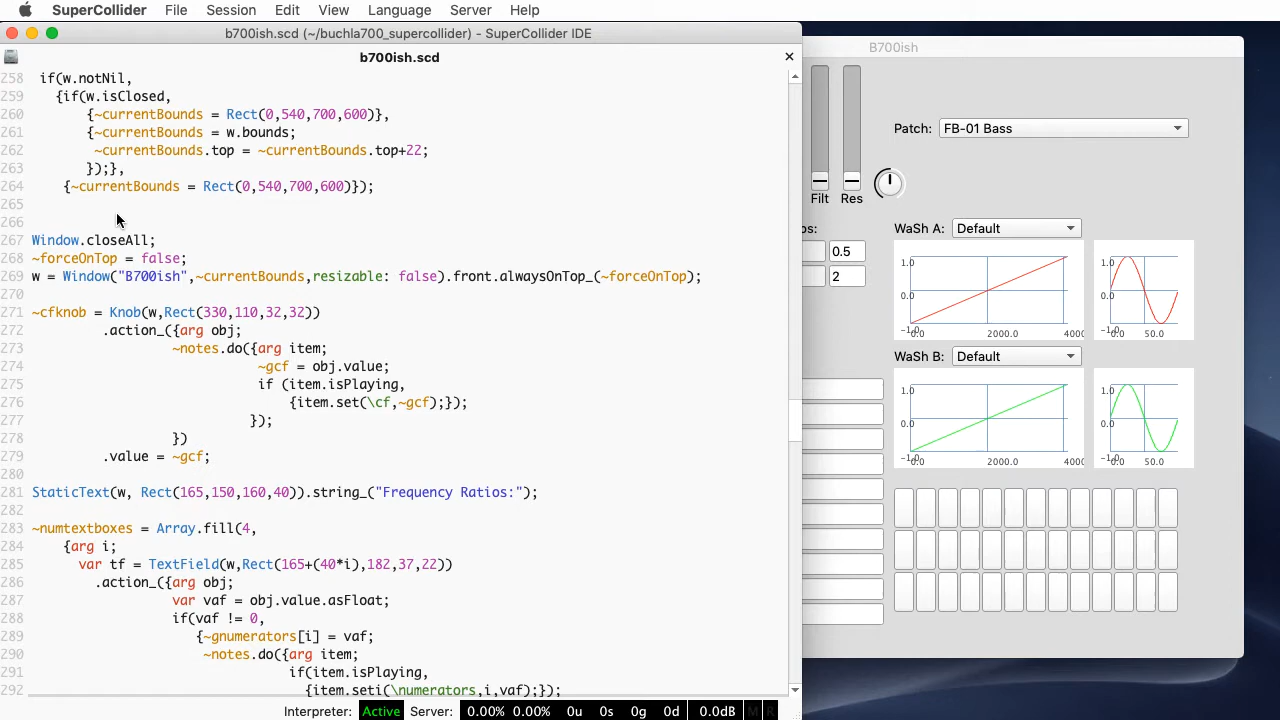 SuperCollider File Session Edit View Language Server Help
b700ish.scd (~/buchla700_supercollider) - SuperCollider IDE
b700ish.scd
258 if(w.notNil,
259 {if(w.isClosed,
260 {~currentBounds = Rect(0,540,700,600)},
261 {~currentBounds = w.bounds;
262 ~currentBounds.top = ~currentBounds.top+22;
263 });},
264 {~currentBounds = Rect(0,540,700,600)});
265
266
267 Window.closeAll;
268 ~forceOnTop = false;
269 w = Window("B700ish",~currentBounds,resizable: false).front.alwaysOnTop_(~forceOnTop);
270
271 ~cfknob = Knob(w,Rect(330,110,32,32))
272 .action_({arg obj;
273 ~notes.do({arg item;
274 ~gcf = obj.value;
275 if (item.isPlaying,
276 {item.set(\cf,~gcf);});
277 });
278 })
279 .value = ~gcf;
280
281 StaticText(w, Rect(165,150,160,40)).string_("Frequency Ratios:");
282
283 ~numtextboxes = Array.fill(4,
284 {arg i;
285 var tf = TextField(w,Rect(165+(40*i),182,37,22))
286 .action_({arg obj;
287 var vaf = obj.value.asFloat;
288 if(vaf != 0,
289 {~gnumerators[i] = vaf;
290 ~notes.do({arg item;
291 if(item.isPlaying,
292 {item.seti(\numerators,i,vaf);});
Interpreter: Active Server: 0.00% 0.00% 0u 0s 0g 0d 0.0dB M R
B700ish
Patch: FB-01 Bass
Filt Res
os:
0.5
2
WaSh A: Default
1.0
0.0
-1.0
0.0 2000.0 400
1.0
0.0
-1.0
0.0 50.0
WaSh B: Default
1.0
0.0
-1.0
0.0 2000.0 400
1.0
0.0
-1.0
0.0 50.0